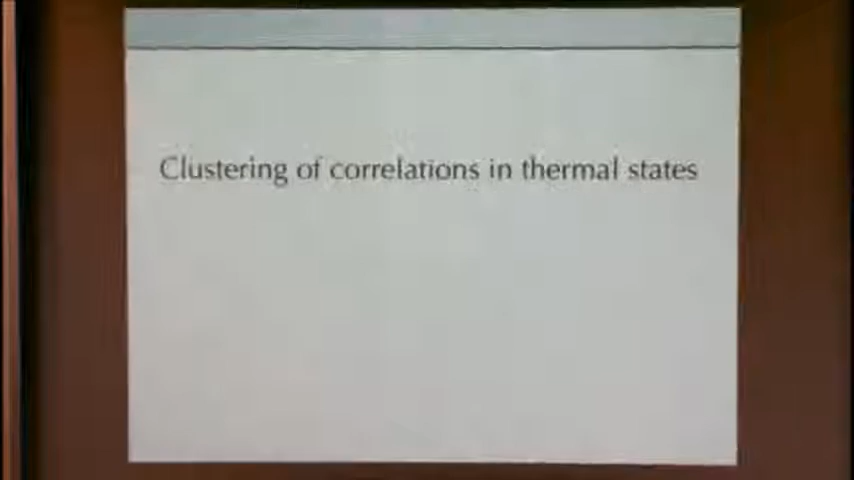 Clustering of correlations in thermal states